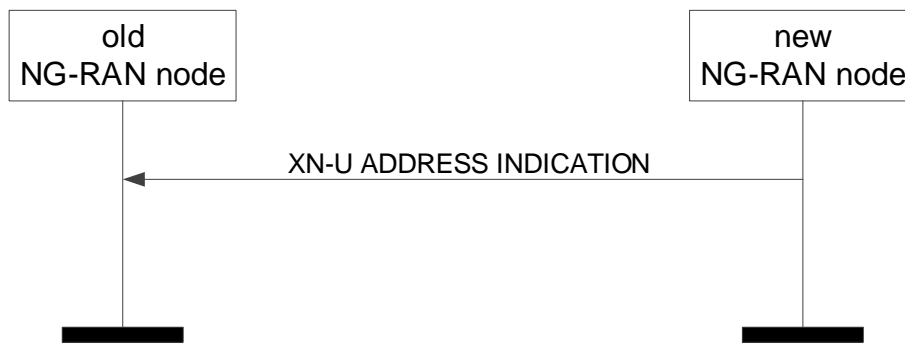 old
NG-RAN node
new
NG-RAN node
XN-U ADDRESS INDICATION